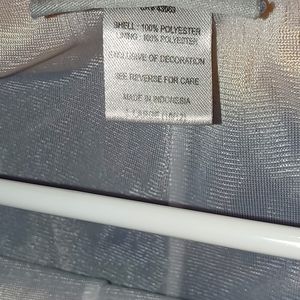 SHELL : 100% POLYESTER
LINING : 100% POLYESTER
EXCLUSIVE OF DECORATION
SEE REVERSE FOR CARE
MADE IN INDONESIA